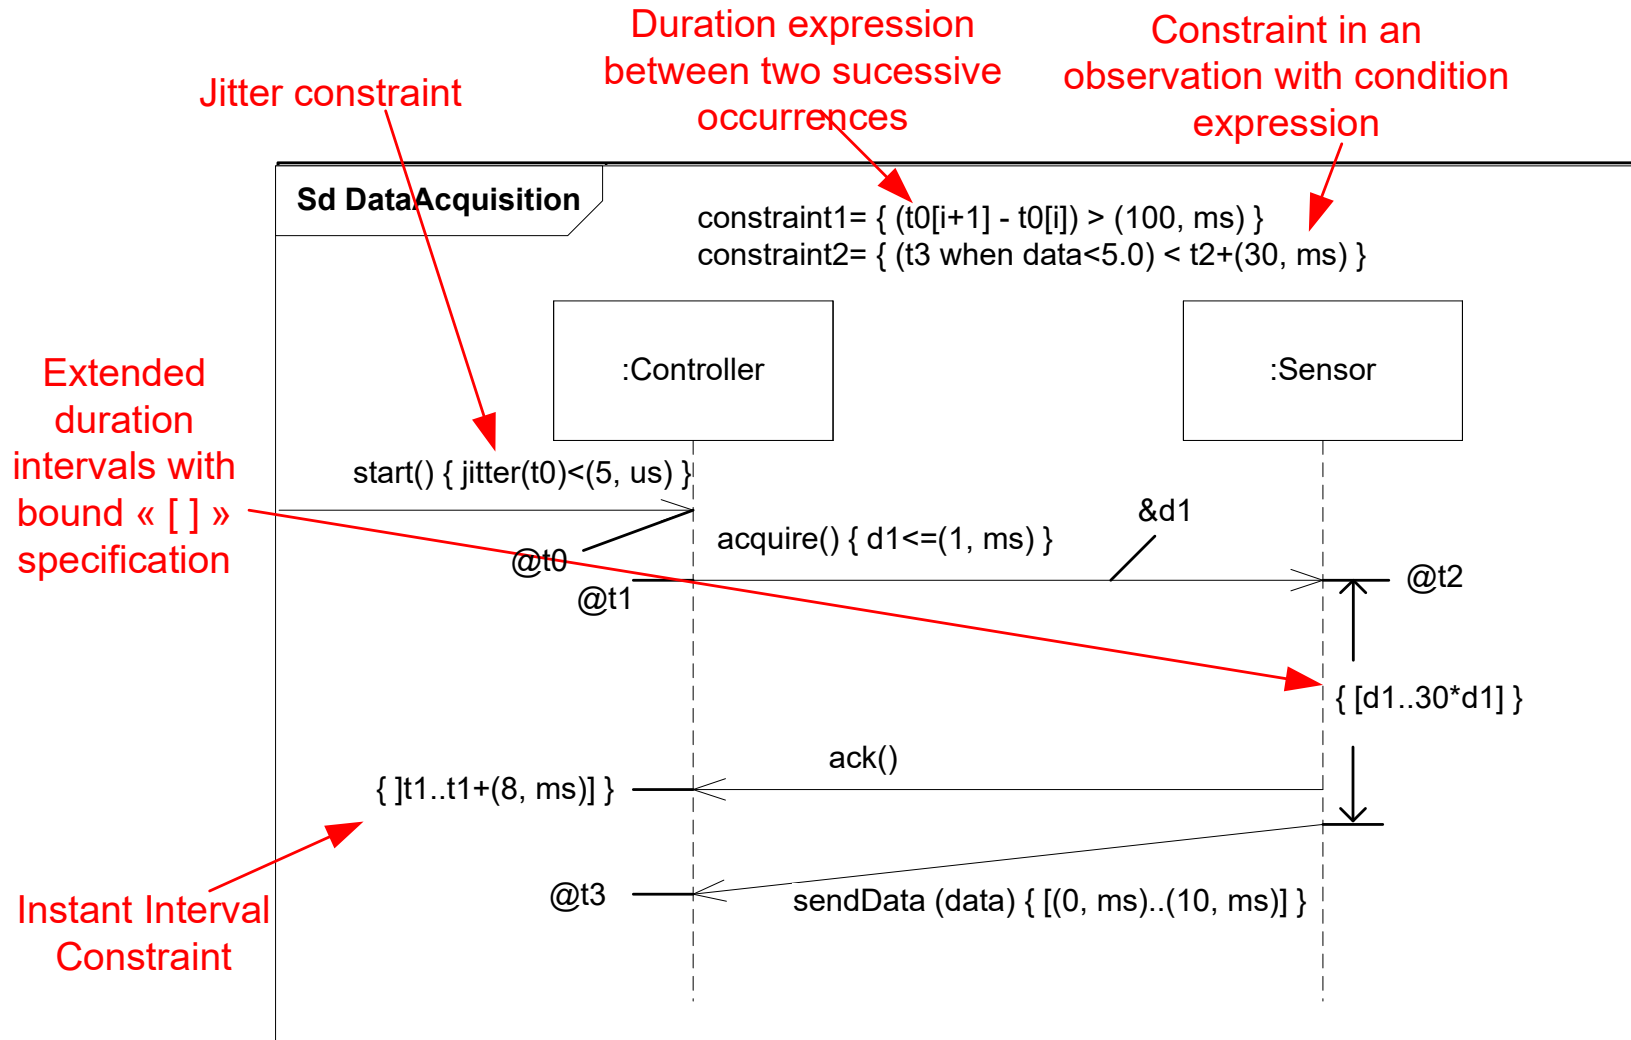 Duration expression
between two sucessive
occurrences
Constraint in an
observation with condition
expression
Jitter constraint
Sd DataAcquisition
constraint1= { (t0[i+1] - t0[i]) > (100, ms) }
constraint2= { (t3 when data<5.0) < t2+(30, ms) }
Extended
duration
intervals with
bound « [ ] »
specification
:Controller
:Sensor
start() { jitter(t0)<(5, us) }
&d1
acquire() { d1<=(1, ms) }
@t0
@t1
@t2
{ [d1..30*d1] }
ack()
{ ]t1..t1+(8, ms)] }
@t3
sendData (data) { [(0, ms)..(10, ms)] }
Instant Interval
Constraint